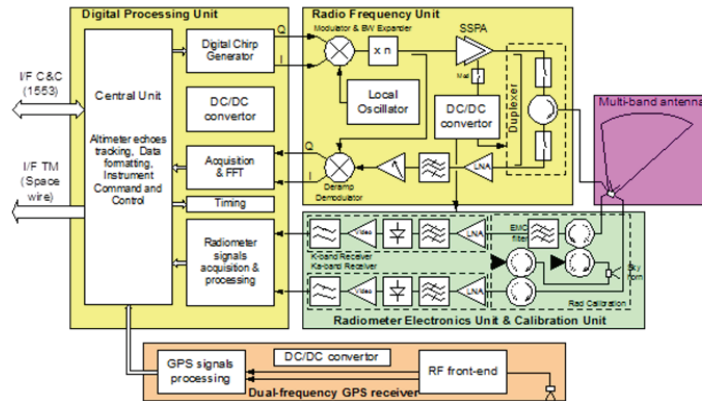 Digital Processing Unit
Radio Frequency Unit
I/F C&C
(1553)
I/F TM
(Space
wire)
Central Unit
Altimeter echoes
tracking, Data
formatting,
Instrument
Command and
Control
Digital Chirp
Generator
DC/DC
convertor
Acquisition
& FFT
Timing
Radiometer
signals
acquisition &
processing
Q
I
Q
I
Modulator & BW Expander
x n
SSPA
Local
Oscillator
DC/DC
convertor
Duplexer
Deramp
Demodulator
LNA
Multi-band antenna
Video
LNA
EMC
filter
K-band Receiver
Ka-band Receiver
Video
LNA
Sky
horn
Rad Calibration
Radiometer Electronics Unit & Calibration Unit
GPS signals
processing
DC/DC convertor
RF front-end
Dual-frequency GPS receiver